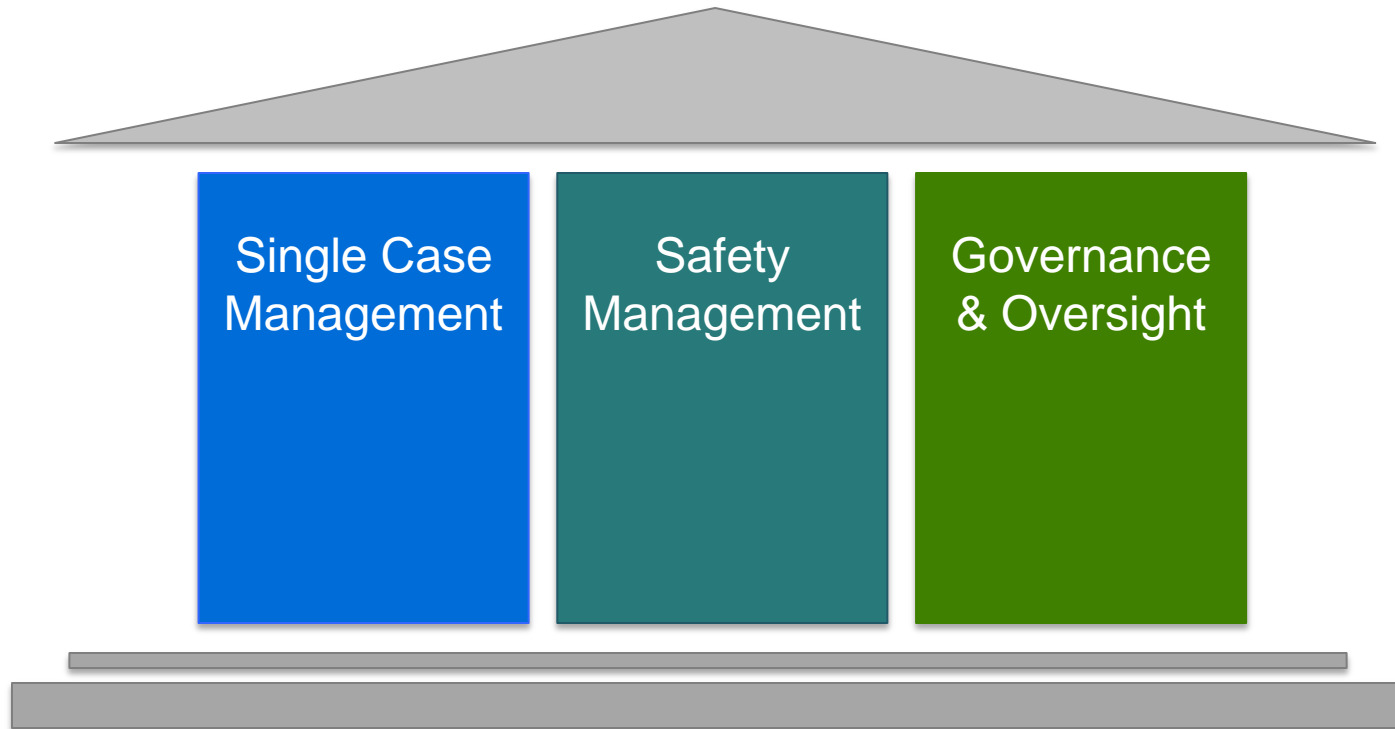 Single Case
Management
Safety
Management
Governance
& Oversight